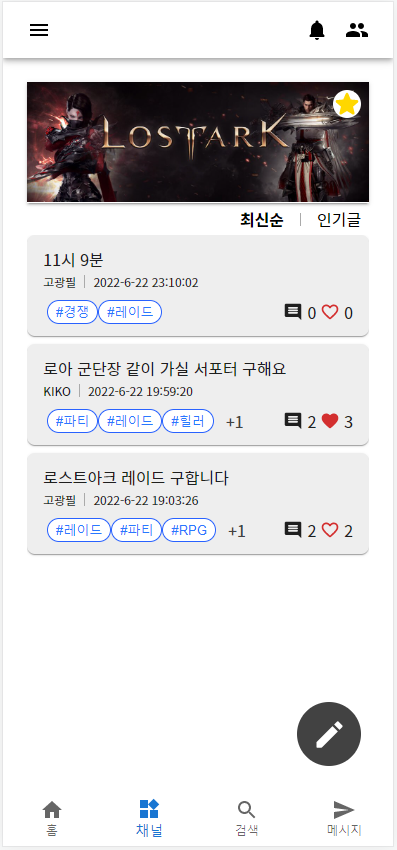 LOSTARK
최신순 | 인기글
11시 9분
고광필 | 2022-6-22 23:10:02
#경쟁 #레이드 0 0
로아 군단장 같이 가실 서포터 구해요
KIKO | 2022-6-22 19:59:20
#파티 #레이드 #힐러 +1 2 3
로스트아크 레이드 구합니다
고광필 | 2022-6-22 19:03:26
#레이드 #파티 #RPG +1 2 2
홈 채널 검색 메시지